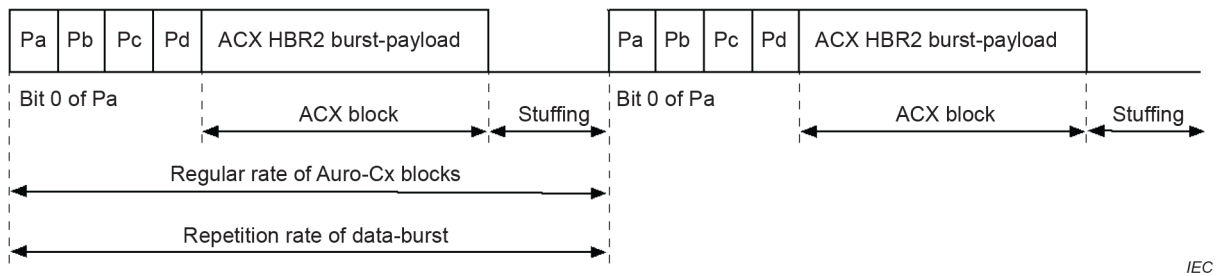 Pa Pb Pc Pd ACX HBR2 burst-payload Pa Pb Pc Pd ACX HBR2 burst-payload
Bit 0 of Pa Bit 0 of Pa
ACX block Stuffing ACX block Stuffing
Regular rate of Auro-Cx blocks
Repetition rate of data-burst
IEC